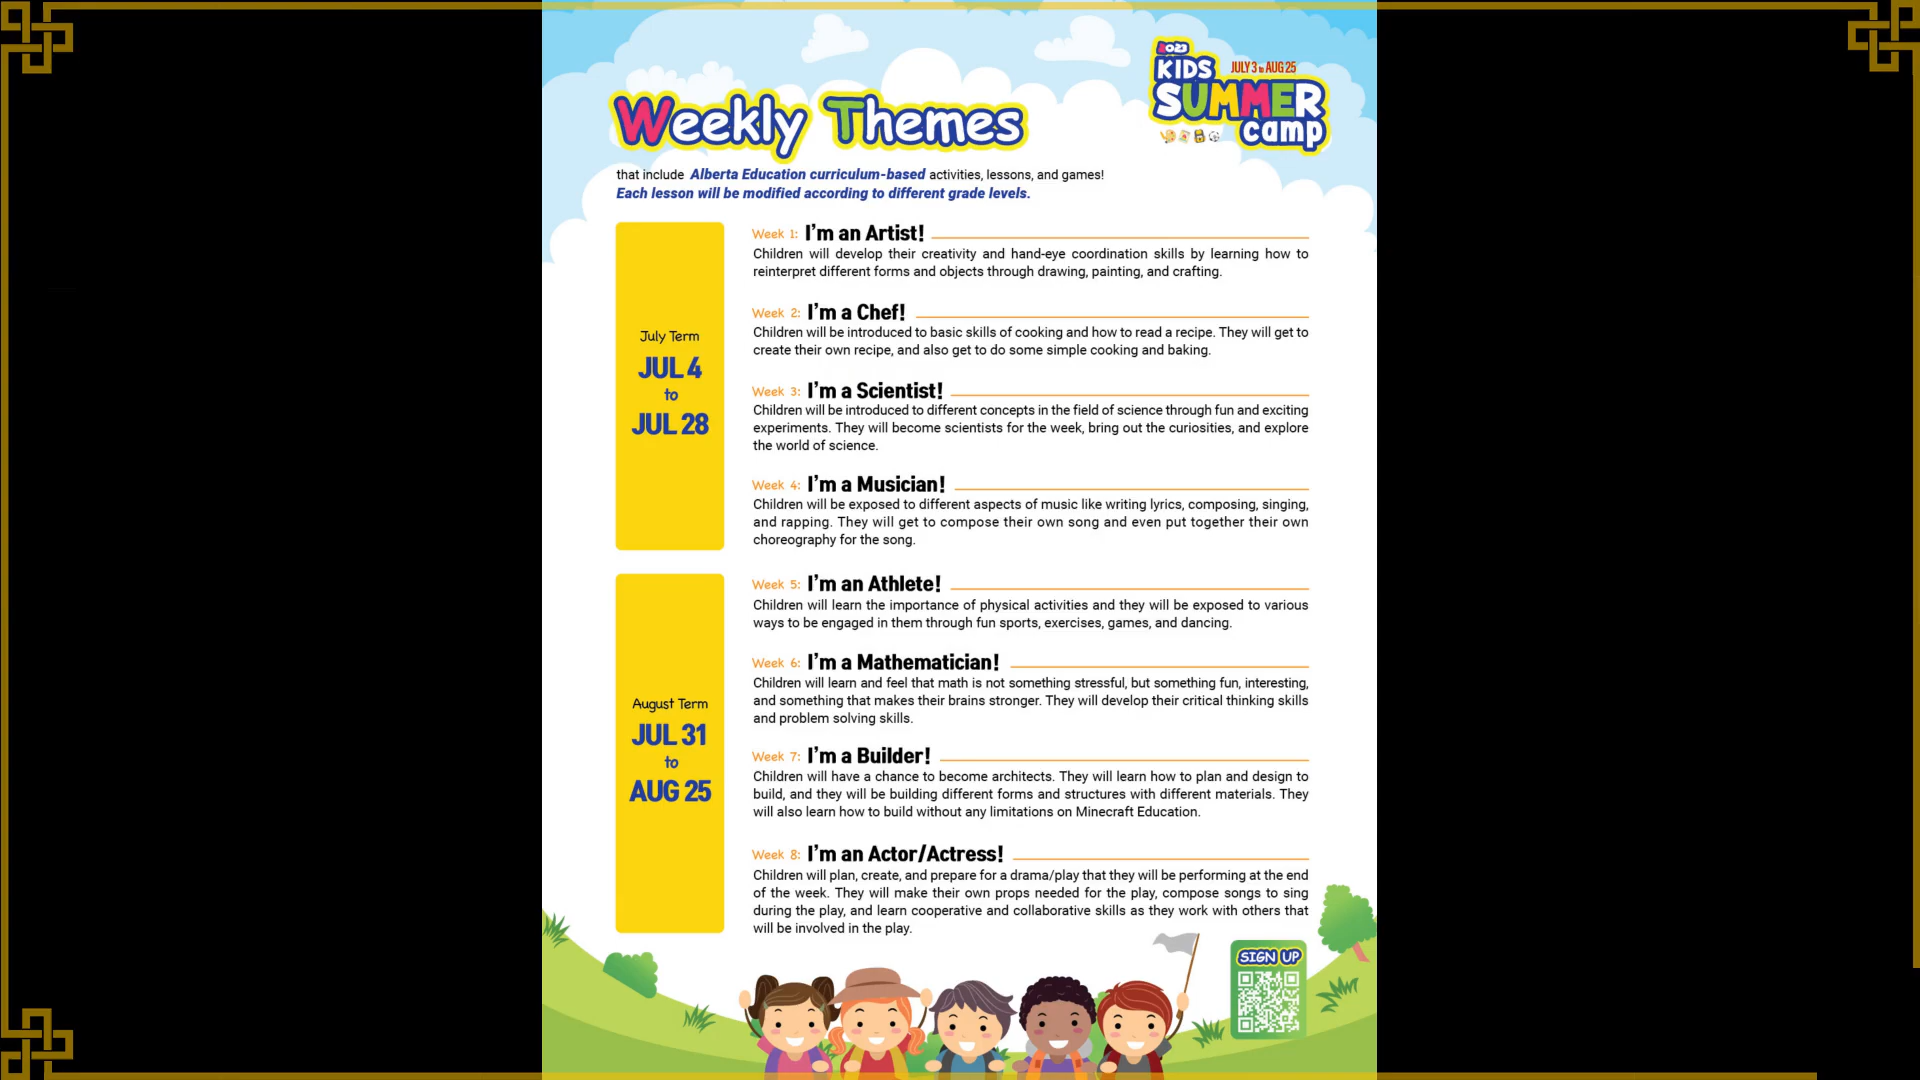 2023
KIDS
JULY 3 to AUG 25
SUMMER
camp
Weekly Themes
that include Alberta Education curriculum-based activities, lessons, and games!
Each lesson will be modified according to different grade levels.
July Term
JUL 4
to
JUL 28
Week 1: I'm an Artist!
Children will develop their creativity and hand-eye coordination skills by learning how to
reinterpret different forms and objects through drawing, painting, and crafting.
Week 2: I'm a Chef!
Children will be introduced to basic skills of cooking and how to read a recipe. They will get to
create their own recipe, and also get to do some simple cooking and baking.
Week 3: I'm a Scientist!
Children will be introduced to different concepts in the field of science through fun and exciting
experiments. They will become scientists for the week, bring out the curiosities, and explore
the world of science.
Week 4: I'm a Musician!
Children will be exposed to different aspects of music like writing lyrics, composing, singing,
and rapping. They will get to compose their own song and even put together their own
choreography for the song.
August Term
JUL 31
to
AUG 25
Week 5: I'm an Athlete!
Children will learn the importance of physical activities and they will be exposed to various
ways to be engaged in them through fun sports, exercises, games, and dancing.
Week 6: I'm a Mathematician!
Children will learn and feel that math is not something stressful, but something fun, interesting,
and something that makes their brains stronger. They will develop their critical thinking skills
and problem solving skills.
Week 7: I'm a Builder!
Children will have a chance to become architects. They will learn how to plan and design to
build, and they will be building different forms and structures with different materials. They
will also learn how to build without any limitations on Minecraft Education.
Week 8: I'm an Actor/Actress!
Children will plan, create, and prepare for a drama/play that they will be performing at the end
of the week. They will make their own props needed for the play, compose songs to sing
during the play, and learn cooperative and collaborative skills as they work with others that
will be involved in the play.
SIGN UP